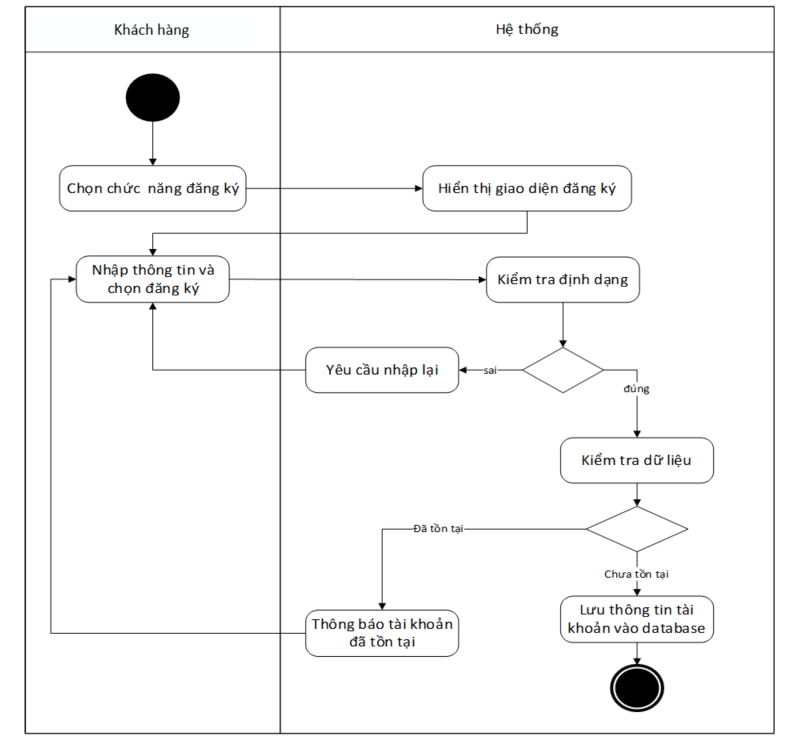 Khách hàng
Hệ thống
Chọn chức năng đăng ký
Hiển thị giao diện đăng ký
Nhập thông tin và
chọn đăng ký
Kiểm tra định dạng
Yêu cầu nhập lại
sai
đúng
Kiểm tra dữ liệu
Đã tồn tại
Chưa tồn tại
Thông báo tài khoản
đã tồn tại
Lưu thông tin tài
khoản vào database